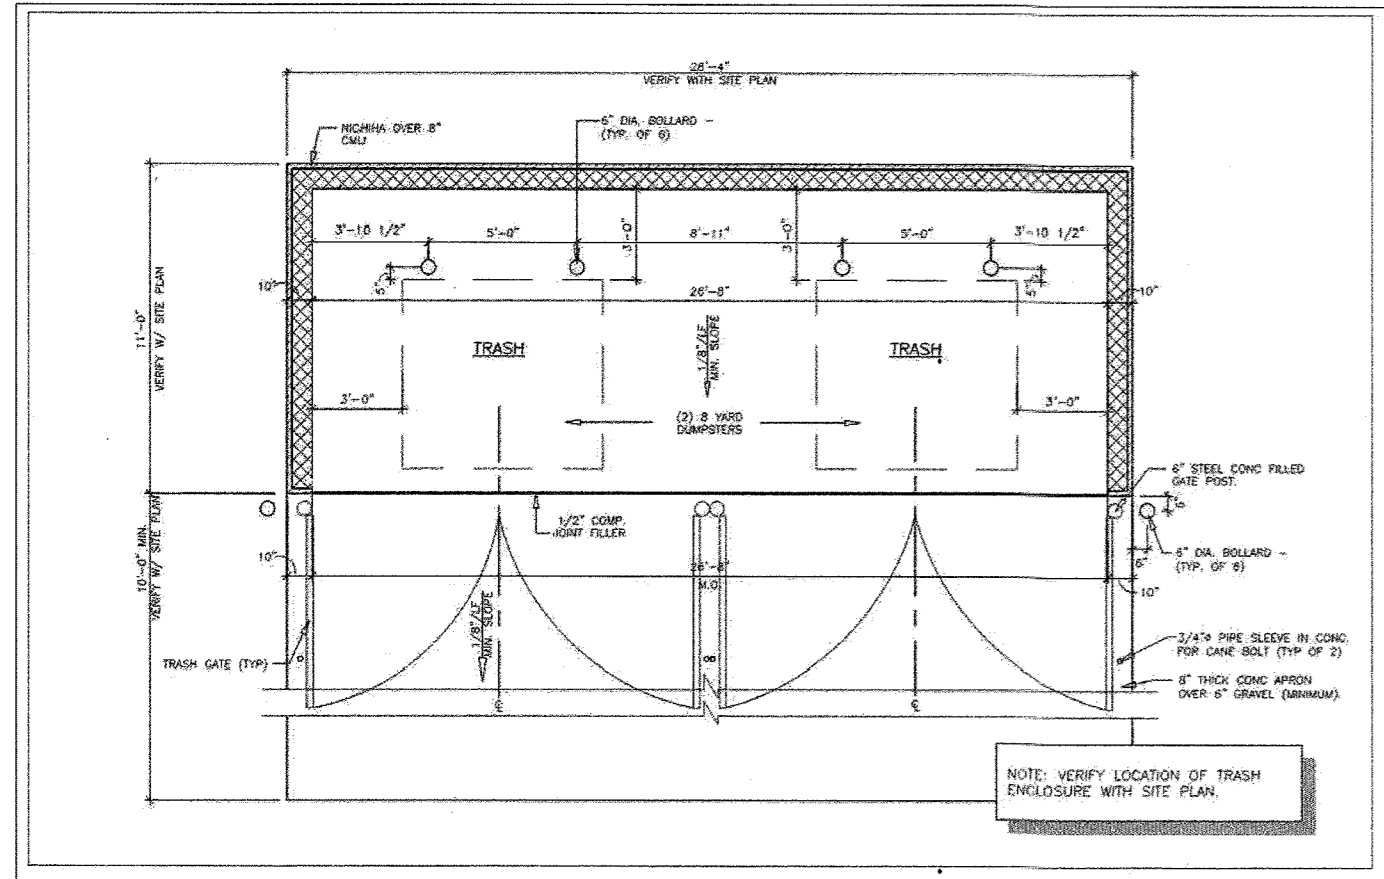 28'-4"
VERIFY WITH SITE PLAN
NICHIHA OVER 8"
CMU
6" DIA. BOLLARD -
(TYP. OF 6)
3'-10 1/2"
5'-0"
3'-0"
8'-11"
3'-0"
5'-0"
3'-10 1/2"
5"
5"
10"
26'-8"
10"
11'-0"
VERIFY W/ SITE PLAN
TRASH
1/8"/LF
MIN. SLOPE
TRASH
3'-0"
3'-0"
(2) 8 YARD
DUMPSTERS
6" STEEL CONC FILLED
GATE POST.
6"
1/2" COMP.
JOINT FILLER
10'-0" MIN.
VERIFY W/ SITE PLAN
10"
26'-8"
M.O.
6"
6" DIA. BOLLARD -
(TYP. OF 6)
10"
1/8"/LF
MIN. SLOPE
TRASH GATE (TYP)
3/4"ø PIPE SLEEVE IN CONC.
FOR CANE BOLT (TYP OF 2)
8" THICK CONC APRON
OVER 6" GRAVEL (MINIMUM)
℄
℄
NOTE: VERIFY LOCATION OF TRASH
ENCLOSURE WITH SITE PLAN.